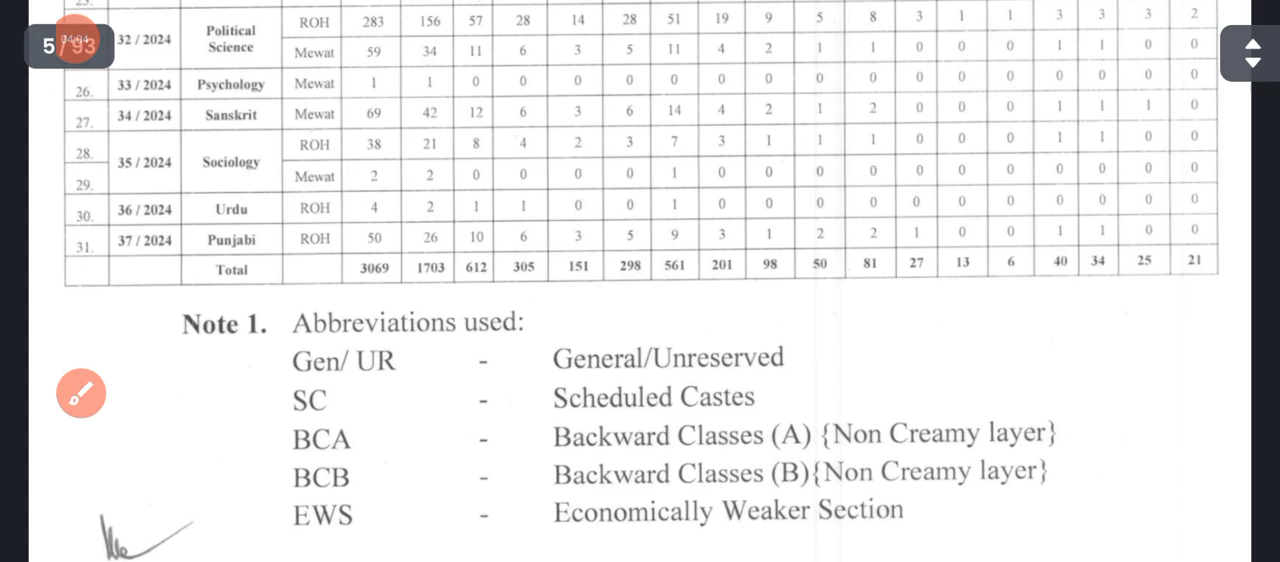 25.
32 / 2024 Political Science ROH 283 156 57 28 14 28 51 19 9 5 8 3 1 1 3 3 3 2
Mewat 59 34 11 6 3 5 11 4 2 1 1 0 0 0 1 1 0 0
26. 33 / 2024 Psychology Mewat 1 1 0 0 0 0 0 0 0 0 0 0 0 0 0 0 0 0
27. 34 / 2024 Sanskrit Mewat 69 42 12 6 3 6 14 4 2 1 2 0 0 0 1 1 1 0
28. 35 / 2024 Sociology ROH 38 21 8 4 2 3 7 3 1 1 1 0 0 0 1 1 0 0
29. Mewat 2 2 0 0 0 0 1 0 0 0 0 0 0 0 0 0 0 0
30. 36 / 2024 Urdu ROH 4 2 1 1 0 0 1 0 0 0 0 0 0 0 0 0 0 0
31. 37 / 2024 Punjabi ROH 50 26 10 6 3 5 9 3 1 2 2 1 0 0 1 1 0 0
Total 3069 1703 612 305 151 298 561 201 98 50 81 27 13 6 40 34 25 21
5 / 93
04:04
Note 1. Abbreviations used:
Gen/ UR - General/Unreserved
SC - Scheduled Castes
BCA - Backward Classes (A) {Non Creamy layer}
BCB - Backward Classes (B){Non Creamy layer}
EWS - Economically Weaker Section